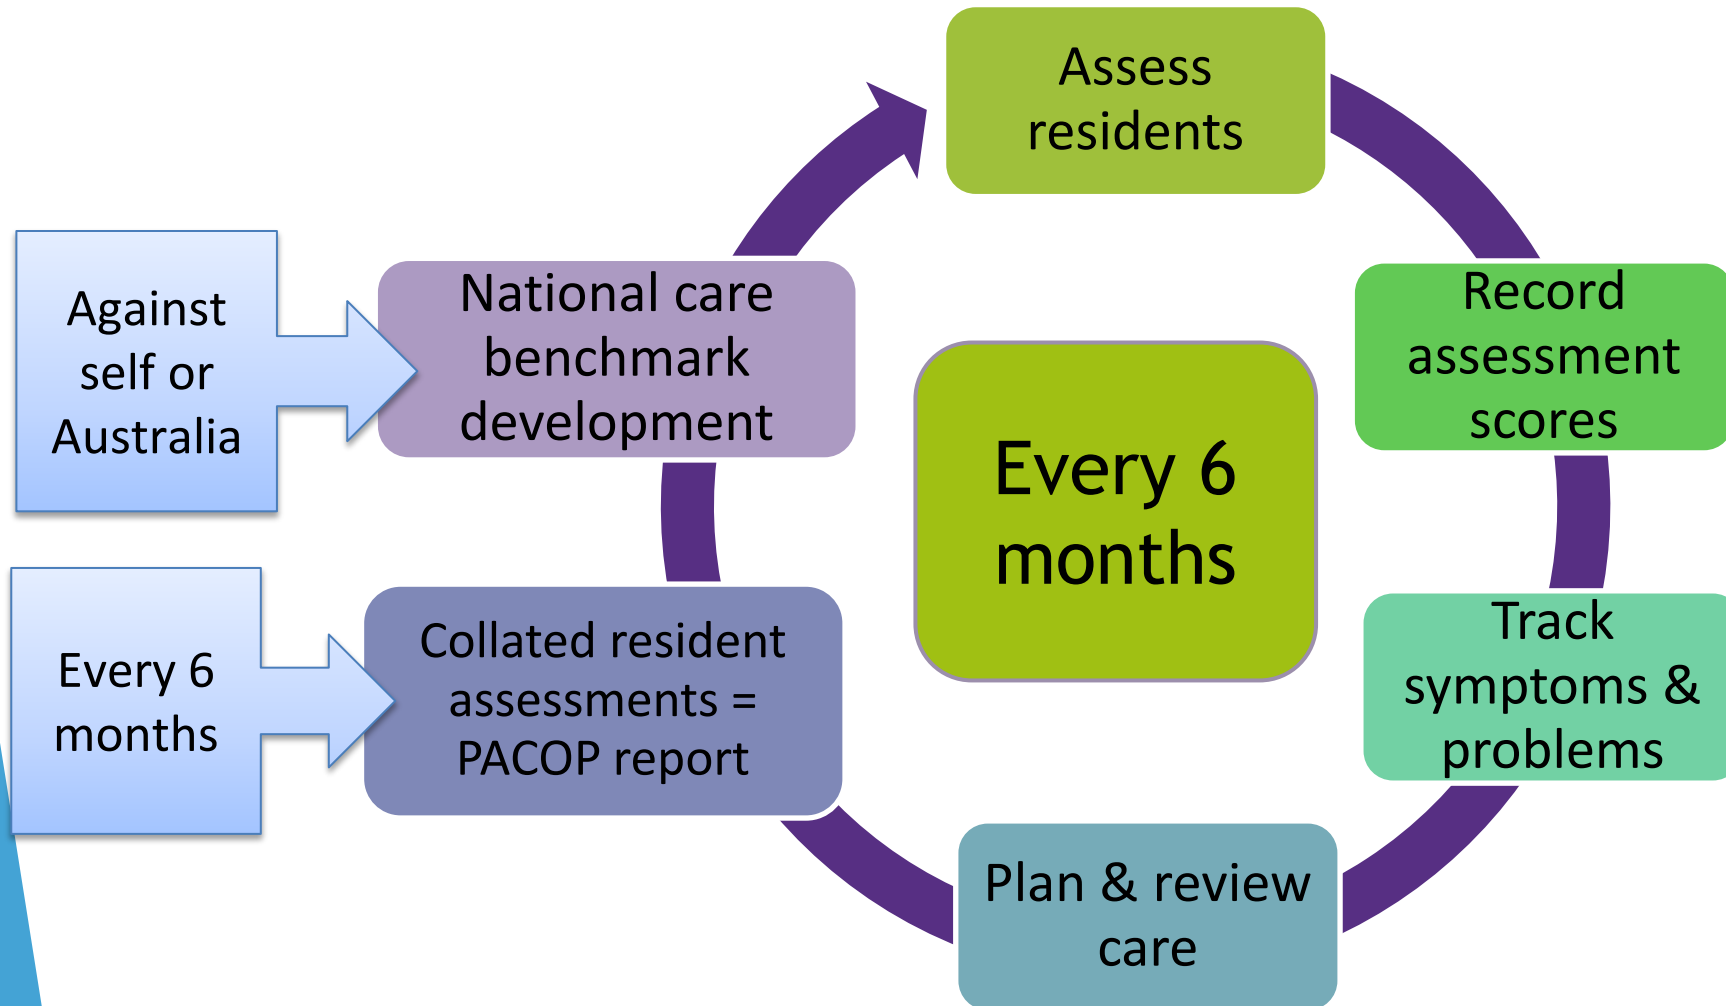 Assess
residents
Record
assessment
scores
Track
symptoms &
problems
Plan & review
care
Collated resident
assessments =
PACOP report
National care
benchmark
development
Every 6
months
Against
self or
Australia
Every 6
months